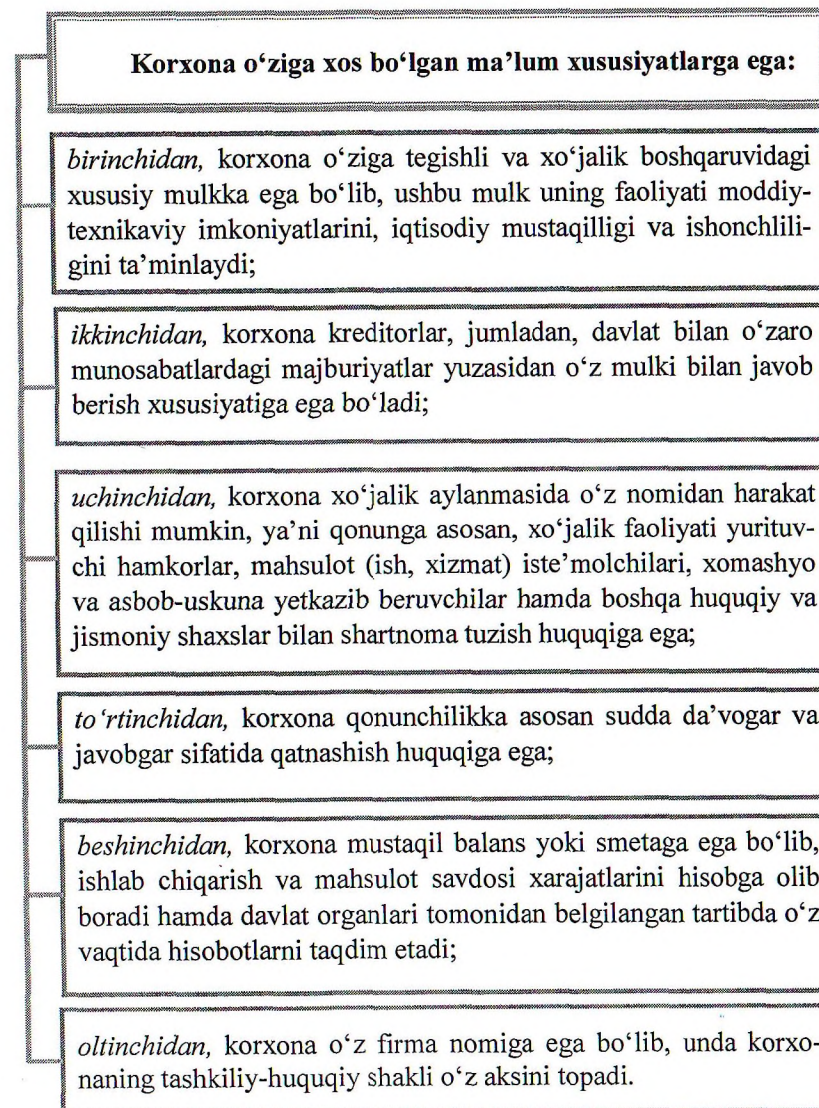 Korxona o‘ziga xos bo‘lgan ma’lum xususiyatlarga ega:
birinchidan, korxona o‘ziga tegishli va xo‘jalik boshqaruvidagi
xususiy mulkka ega bo‘lib, ushbu mulk uning faoliyati moddiy-
texnikaviy imkoniyatlarini, iqtisodiy mustaqilligi va ishonchlili-
gini ta’minlaydi;
ikkinchidan, korxona kreditorlar, jumladan, davlat bilan o‘zaro
munosabatlardagi majburiyatlar yuzasidan o‘z mulki bilan javob
berish xususiyatiga ega bo‘ladi;
uchinchidan, korxona xo‘jalik aylanmasida o‘z nomidan harakat
qilishi mumkin, ya’ni qonunga asosan, xo‘jalik faoliyati yurituv-
chi hamkorlar, mahsulot (ish, xizmat) iste’molchilari, xomashyo
va asbob-uskuna yetkazib beruvchilar hamda boshqa huquqiy va
jismoniy shaxslar bilan shartnoma tuzish huquqiga ega;
to‘rtinchidan, korxona qonunchilikka asosan sudda da’vogar va
javobgar sifatida qatnashish huquqiga ega;
beshinchidan, korxona mustaqil balans yoki smetaga ega bo‘lib,
ishlab chiqarish va mahsulot savdosi xarajatlarini hisobga olib
boradi hamda davlat organlari tomonidan belgilangan tartibda o‘z
vaqtida hisobotlarni taqdim etadi;
oltinchidan, korxona o‘z firma nomiga ega bo‘lib, unda korxo-
naning tashkiliy-huquqiy shakli o‘z aksini topadi.